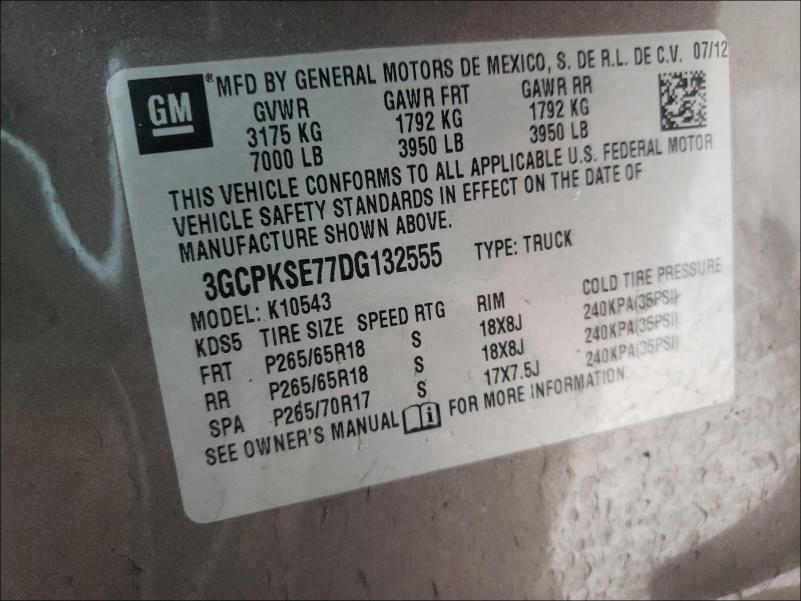 GM
® MFD BY GENERAL MOTORS DE MEXICO, S. DE R.L. DE C.V. 07/12
GVWR GAWR FRT GAWR RR
3175 KG 1792 KG 1792 KG
7000 LB 3950 LB 3950 LB
THIS VEHICLE CONFORMS TO ALL APPLICABLE U.S. FEDERAL MOTOR
VEHICLE SAFETY STANDARDS IN EFFECT ON THE DATE OF
MANUFACTURE SHOWN ABOVE.
3GCPKSE77DG132555 TYPE: TRUCK
MODEL: K10543
KDS5 TIRE SIZE SPEED RTG RIM COLD TIRE PRESSURE
FRT P265/65R18 S 18X8J 240KPA(35PSI)
RR P265/65R18 S 18X8J 240KPA(35PSI)
SPA P265/70R17 S 17X7.5J 240KPA(35PSI)
SEE OWNER'S MANUAL i FOR MORE INFORMATION.